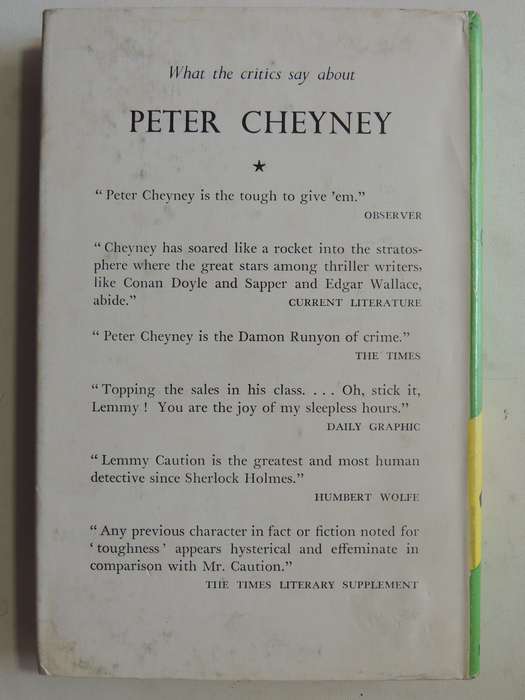 What the critics say about
PETER CHEYNEY
★
“Peter Cheyney is the tough to give ’em.”
OBSERVER
“Cheyney has soared like a rocket into the stratos-
phere where the great stars among thriller writers,
like Conan Doyle and Sapper and Edgar Wallace,
abide.” CURRENT LITERATURE
“Peter Cheyney is the Damon Runyon of crime.”
THE TIMES
“Topping the sales in his class. . . . Oh, stick it,
Lemmy! You are the joy of my sleepless hours.”
DAILY GRAPHIC
“Lemmy Caution is the greatest and most human
detective since Sherlock Holmes.”
HUMBERT WOLFE
“Any previous character in fact or fiction noted for
‘toughness’ appears hysterical and effeminate in
comparison with Mr. Caution.”
THE TIMES LITERARY SUPPLEMENT